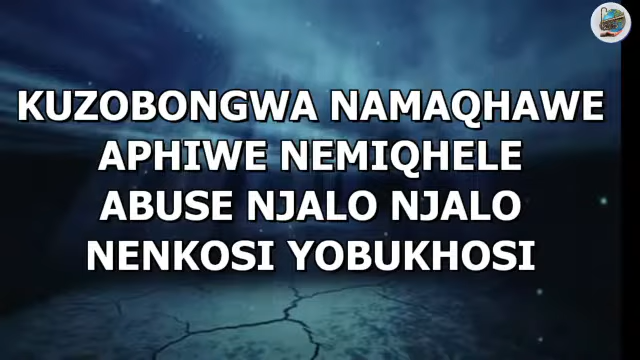 KUZOBONGWA NAMAQHAWE
APHIWE NEMIQHELE
ABUSE NJALO NJALO
NENKOSI YOBUKHOSI